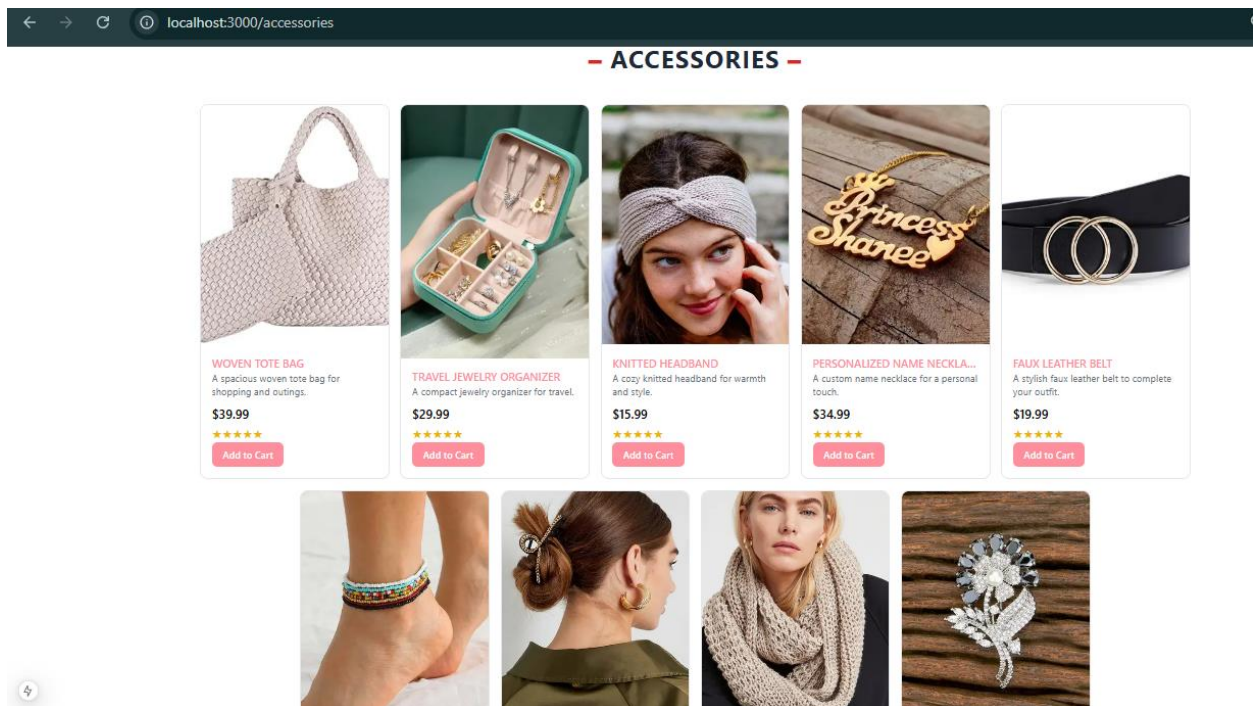 localhost:3000/accessories
– ACCESSORIES –
Princess
Shanee
WOVEN TOTE BAG
A spacious woven tote bag for
shopping and outings.
$39.99
★★★★★
Add to Cart
TRAVEL JEWELRY ORGANIZER
A compact jewelry organizer for travel.
$29.99
★★★★★
Add to Cart
KNITTED HEADBAND
A cozy knitted headband for warmth
and style.
$15.99
★★★★★
Add to Cart
PERSONALIZED NAME NECKLA...
A custom name necklace for a personal
touch.
$34.99
★★★★★
Add to Cart
FAUX LEATHER BELT
A stylish faux leather belt to complete
your outfit.
$19.99
★★★★★
Add to Cart